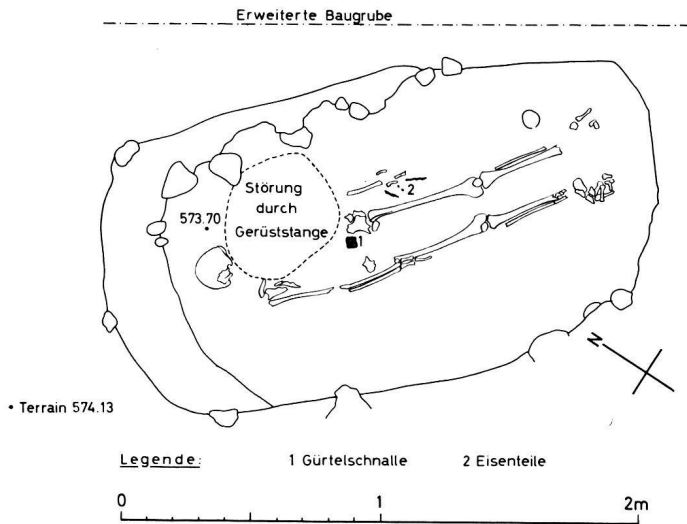 Erweiterte Baugrube
Störung
durch
Gerüststange
573.70
2
1
N
• Terrain 574.13
Legende: 1 Gürtelschnalle 2 Eisenteile
0 1 2m